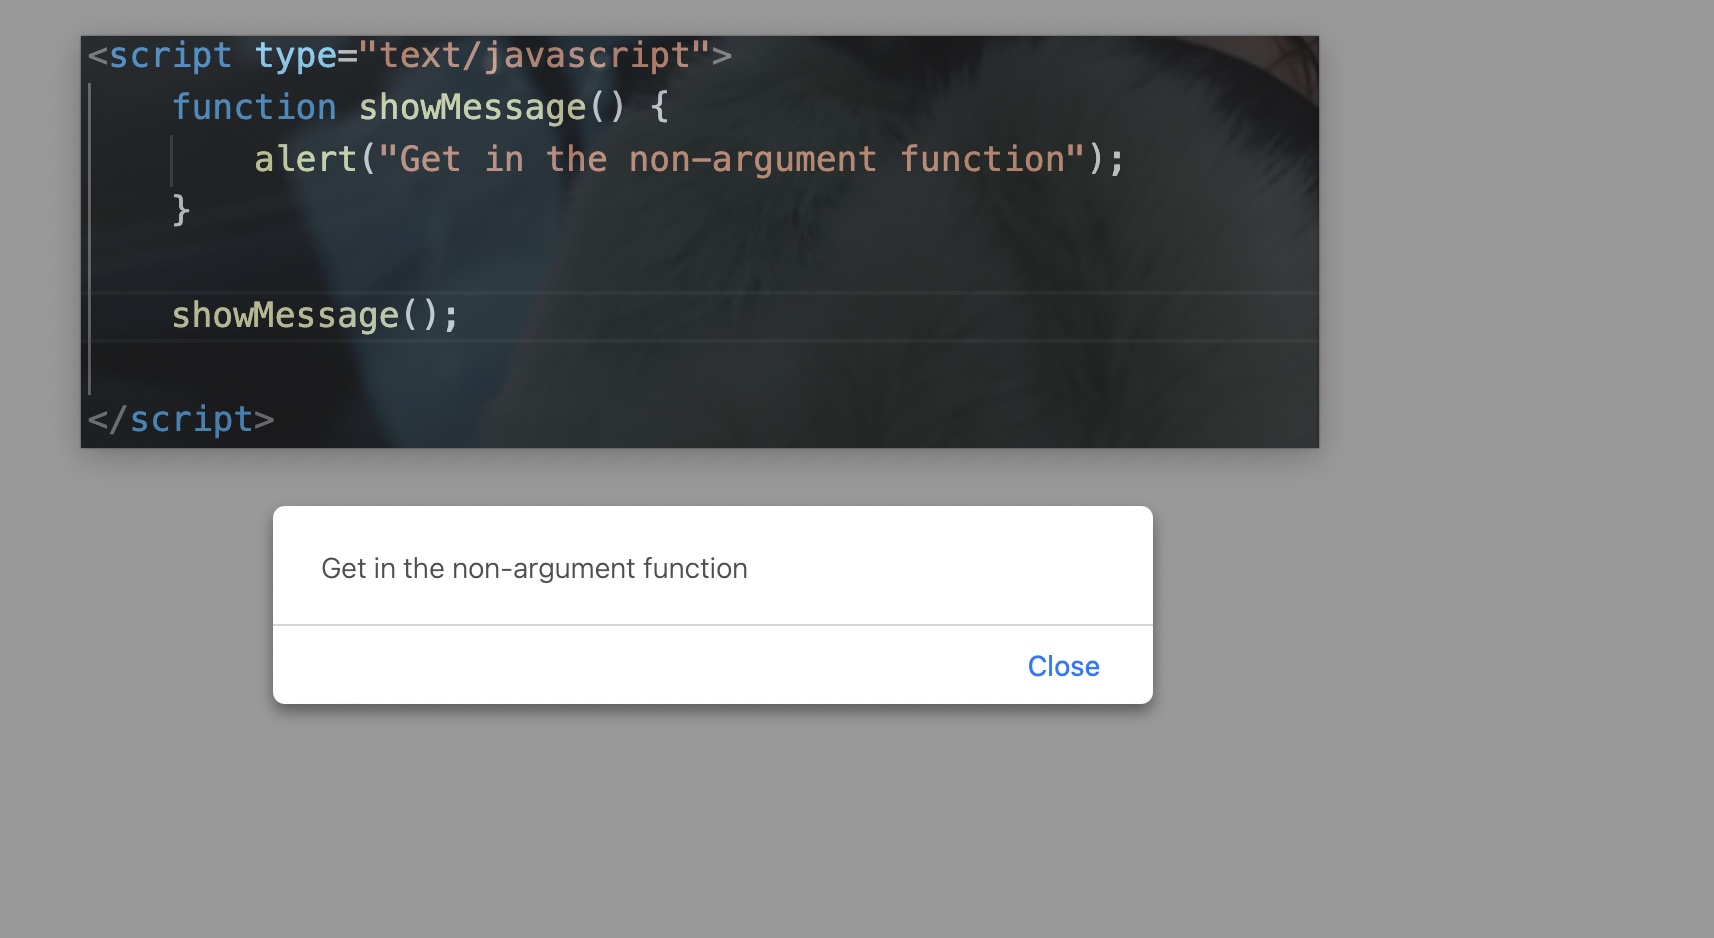 <script type="text/javascript">
function showMessage() {
alert("Get in the non-argument function");
}
showMessage();
</script>
Get in the non-argument function
Close